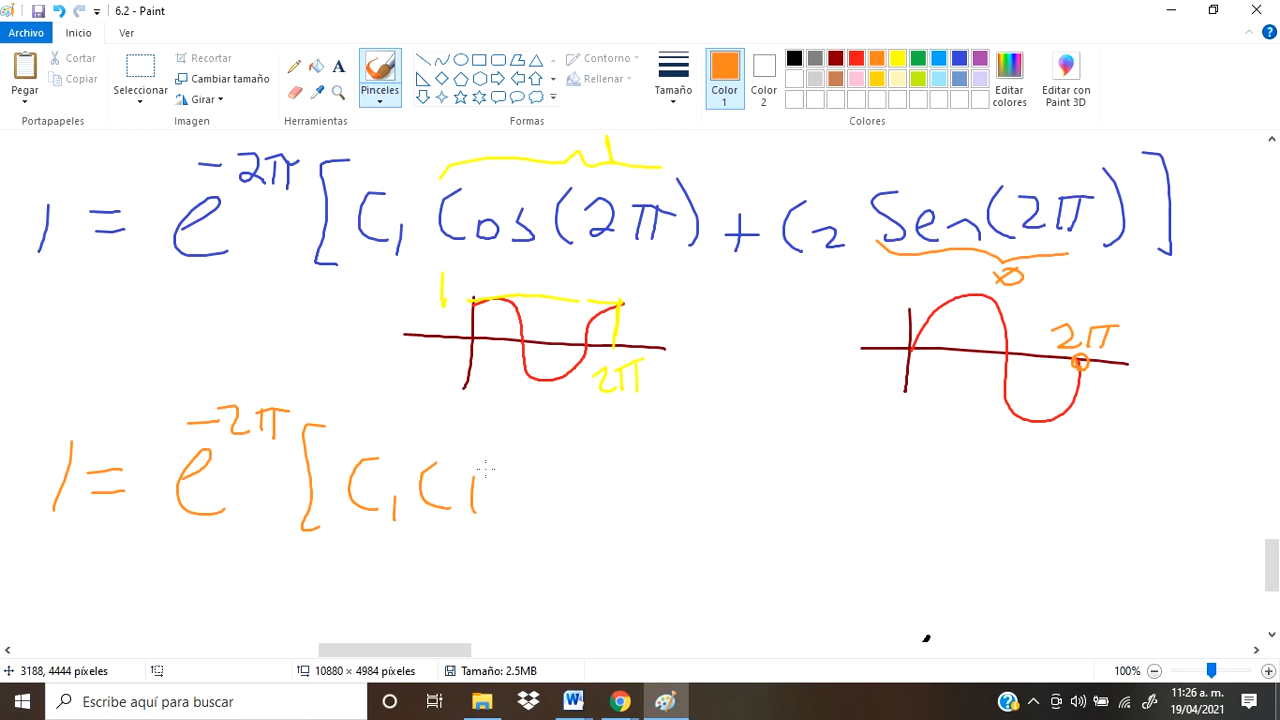 6.2 - Paint
Archivo Inicio Ver
Pegar
Cortar
Copiar
Portapapeles
Seleccionar
Recortar
Cambiar tamaño
Girar
Imagen
A
Herramientas
Pinceles
Contorno
Rellenar
Formas
Tamaño
Color 1
Color 2
Editar colores
Editar con Paint 3D
Colores
1
1 = e^{-2π} [C₁ Cos(2π) + C₂ Sen(2π)]
0
1
2π
2π
1 = e^{-2π} [C₁ C1
3188, 4444 píxeles
10880 × 4984 píxeles
Tamaño: 2.5MB
100%
Escribe aquí para buscar
11:26 a. m.
19/04/2021